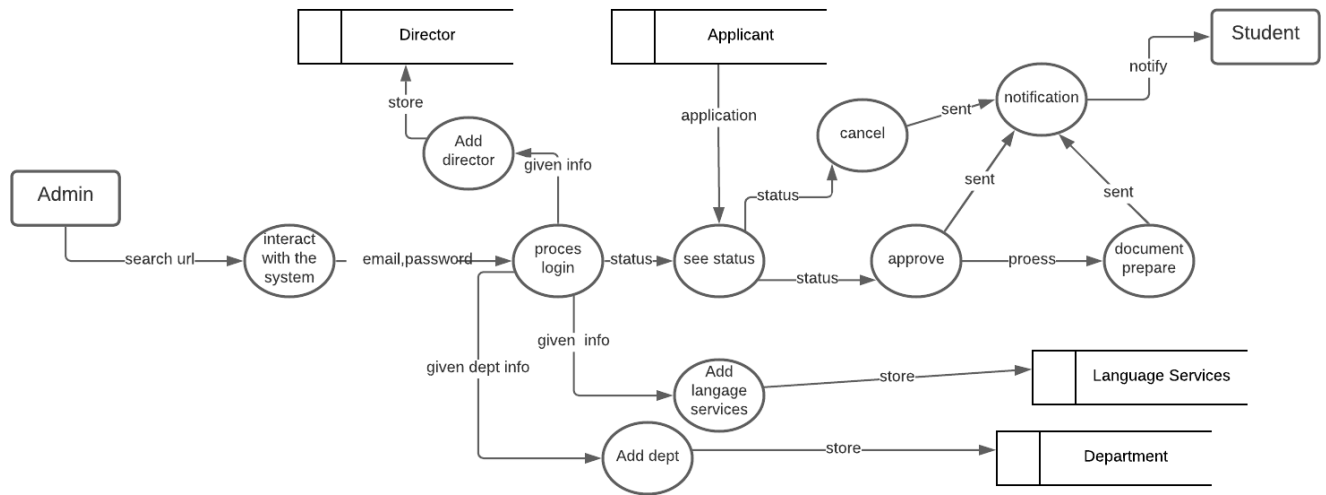 Director
Applicant
Student
notify
store
application
cancel
sent
notification
Add
director
given info
Admin
status
sent
sent
search url
interact
with the
system
email,password
proces
login
status
see status
status
approve
proess
document
prepare
given  info
given dept info
Add
langage
services
store
Language Services
Add dept
store
Department